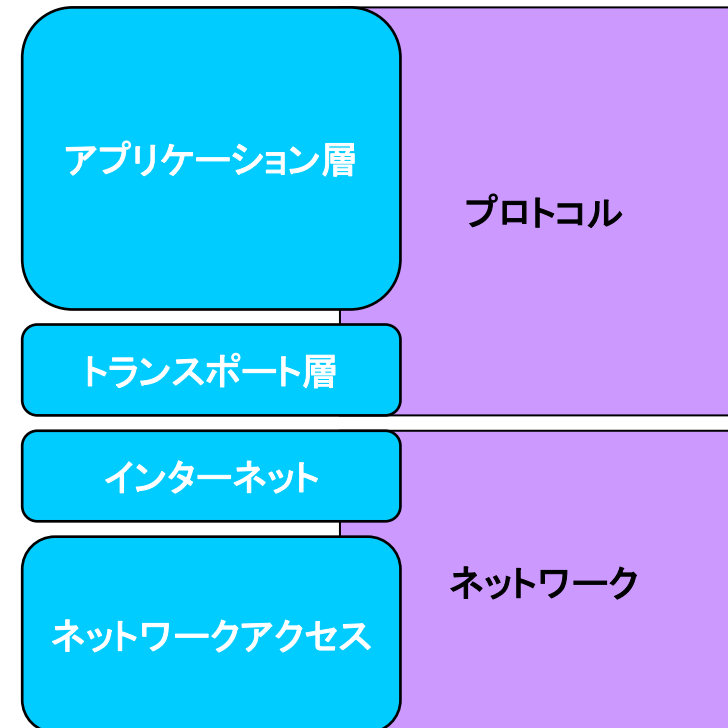 アプリケーション層
プロトコル
トランスポート層
インターネット
ネットワーク
ネットワークアクセス